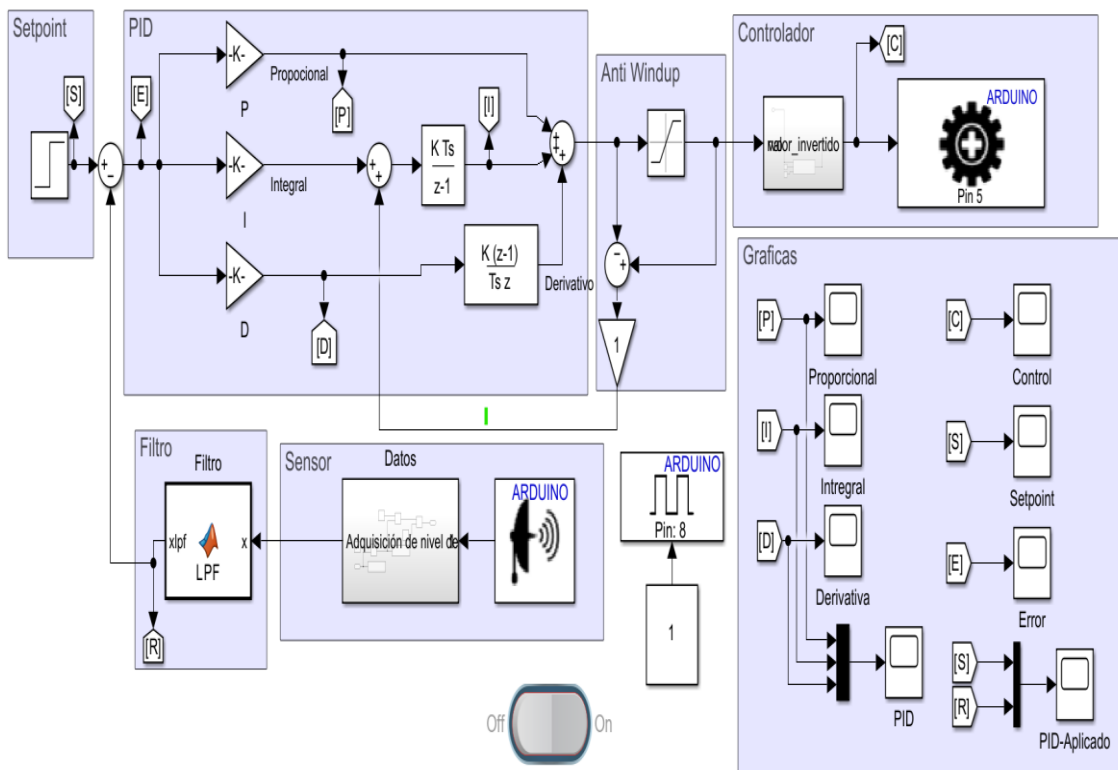 Setpoint
[S]
PID
[E]
-K-
P
Propocional
[P]
-K-
I
Integral
[I]
K Ts
z-1
-K-
D
[D]
K (z-1)
Ts z
Derivativo
Anti Windup
1
Controlador
[C]
valor_invertido
ARDUINO
Pin 5
Graficas
[P]
Proporcional
[C]
Control
[I]
Intregral
[S]
Setpoint
[D]
Derivativa
[E]
Error
PID
[S]
[R]
PID-Aplicado
Filtro
Filtro
xlpf
x
LPF
[R]
Sensor
Datos
Adquisición de nivel de
ARDUINO
ARDUINO
Pin: 8
1
Off
On